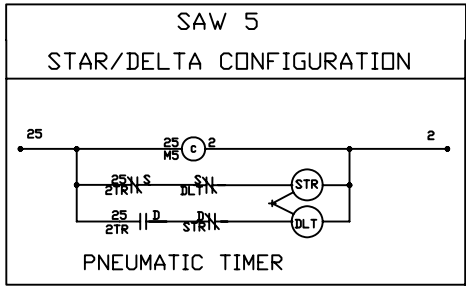 SAW 5
STAR/DELTA CONFIGURATION
25 2
25 C 2
M5
25 S S STR
2TR DLT
25 D D DLT
2TR STR
PNEUMATIC TIMER